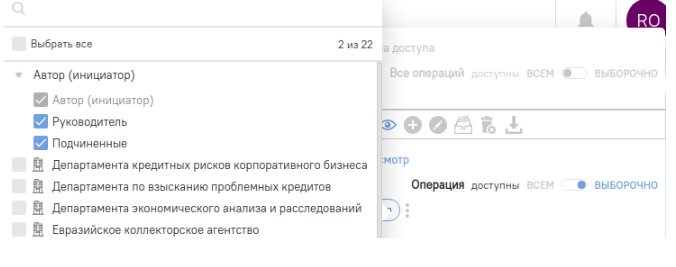 RO
Выбрать все 2 из 22
а доступа
Автор (инициатор)
Все операций доступны ВСЕМ ВЫБОРОЧНО
Автор (инициатор)
Руководитель
Подчиненные
Департамента кредитных рисков корпоративного бизнеса
смотр
Департамента по взысканию проблемных кредитов
Операция доступны ВСЕМ ВЫБОРОЧНО
Департамента экономического анализа и расследований
Евразийское коллекторское агентство